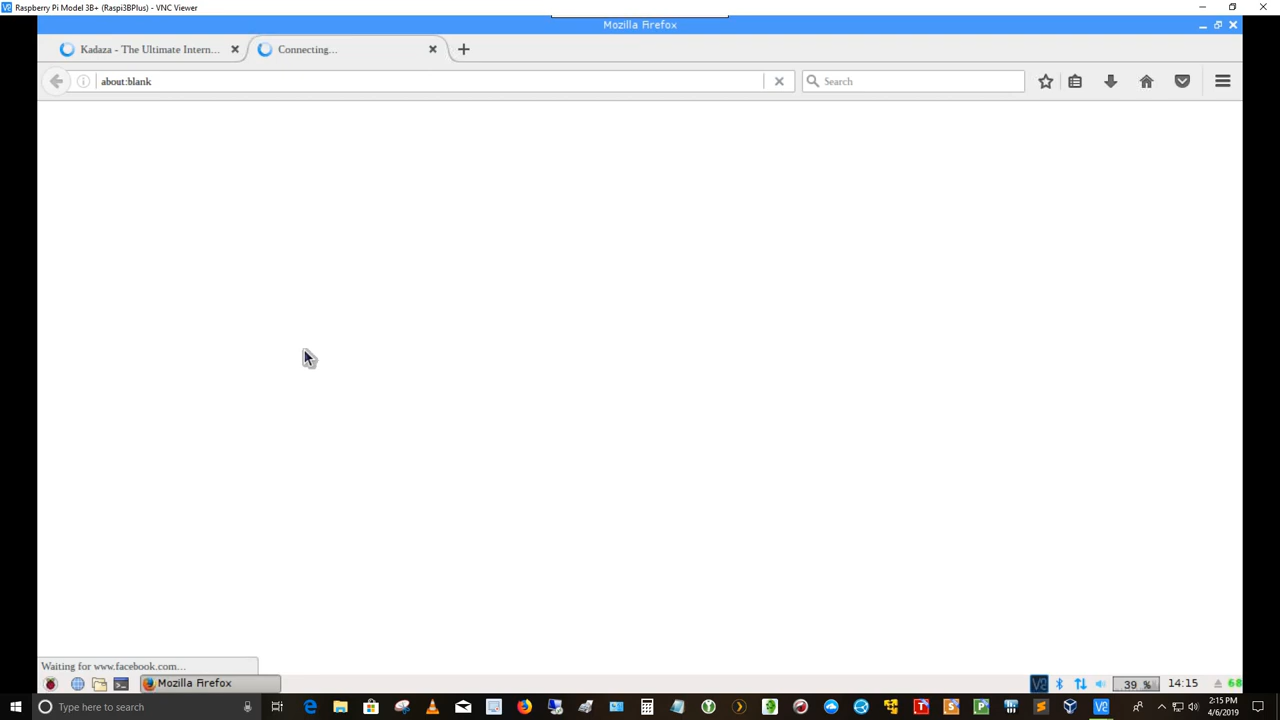 Raspberry Pi Model 3B+ (Raspi3BPlus) - VNC Viewer
Mozilla Firefox
Kadaza - The Ultimate Intern...
Connecting...
about:blank
Search
Waiting for www.facebook.com...
Mozilla Firefox
39 %
14:15
68
Type here to search
2:15 PM
4/6/2019